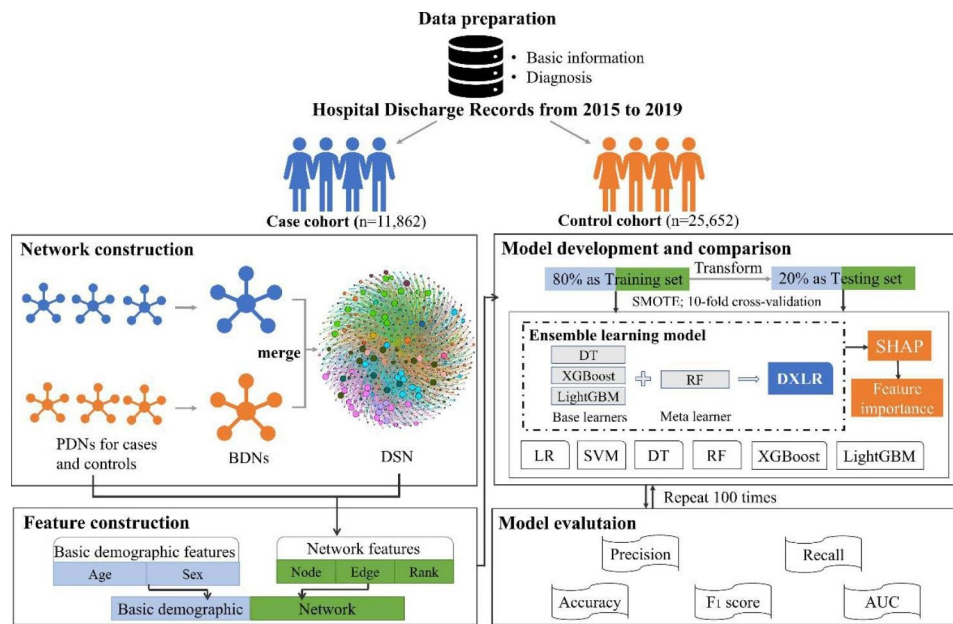 Data preparation
• Basic information
• Diagnosis
Hospital Discharge Records from 2015 to 2019
Case cohort (n=11,862)
Control cohort (n=25,652)
Network construction
merge
PDNs for cases
and controls
BDNs
DSN
Feature construction
Basic demographic features
Age
Sex
Network features
Node
Edge
Rank
Basic demographic
Network
Model development and comparison
80% as Training set
Transform
20% as Testing set
SMOTE; 10-fold cross-validation
Ensemble learning model
DT
XGBoost
LightGBM
RF
DXLR
Base learners
Meta learner
SHAP
Feature
importance
LR
SVM
DT
RF
XGBoost
LightGBM
Repeat 100 times
Model evalutaion
Precision
Recall
Accuracy
F1 score
AUC